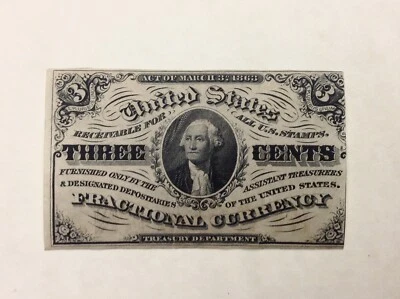 ACT OF MARCH 3, 1863
3 3
United States
RECEIVABLE FOR ALL U.S. STAMPS.
THREE CENTS
FURNISHED ONLY BY THE ASSISTANT TREASURERS
& DESIGNATED DEPOSITARIES OF THE UNITED STATES.
FRACTIONAL CURRENCY
TREASURY DEPARTMENT